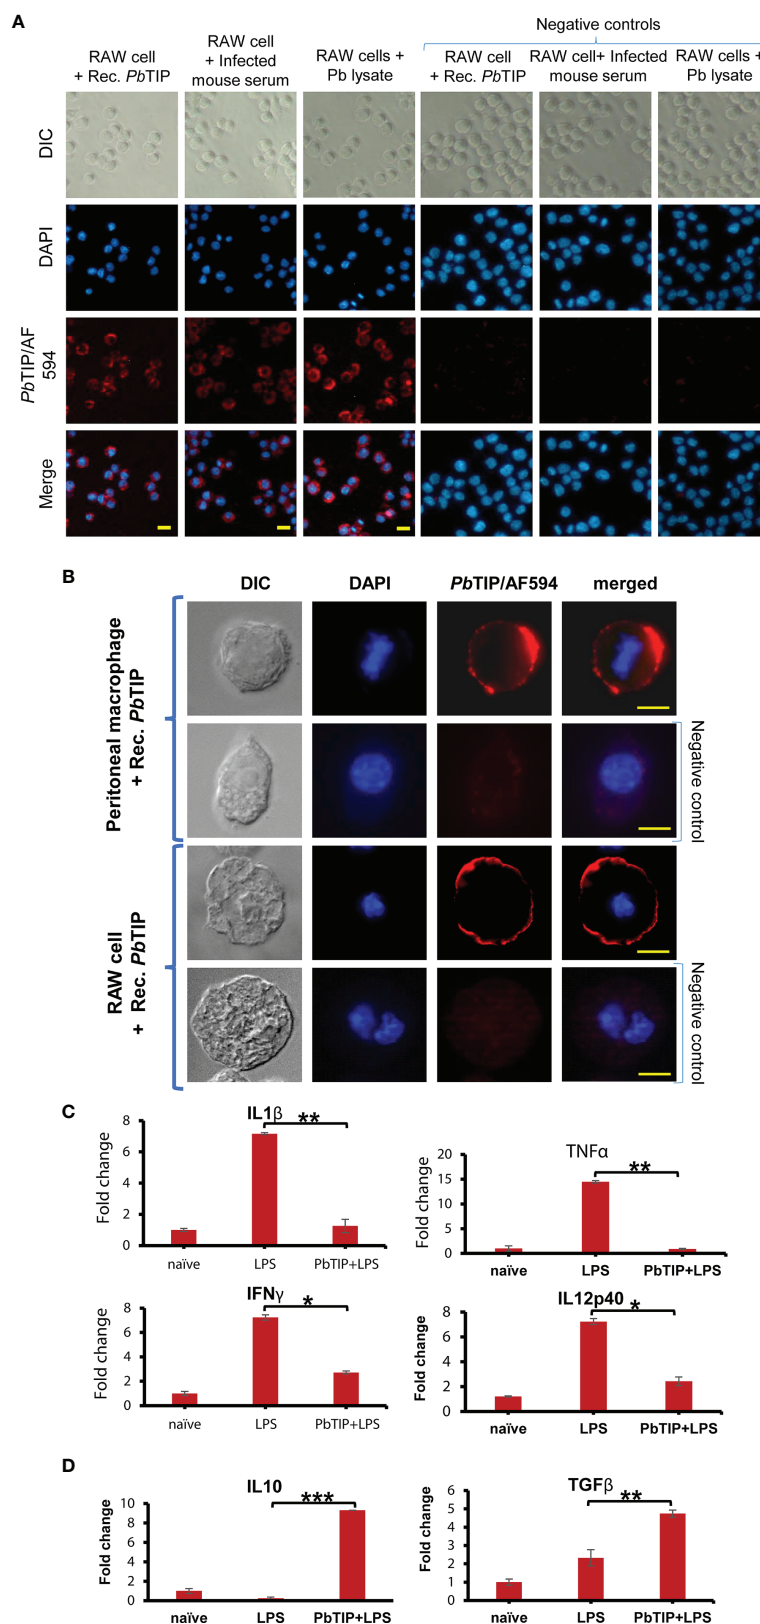 A
Negative controls
RAW cell
+ Rec. PbTIP
RAW cell
+ Infected
mouse serum
RAW cells +
Pb lysate
RAW cell
+ Rec. PbTIP
RAW cell+ Infected
mouse serum
RAW cells +
Pb lysate
DIC
DAPI
PbTIP/AF
594
Merge
B
DIC DAPI PbTIP/AF594 merged
Peritoneal macrophage
+ Rec. PbTIP
Negative control
RAW cell
+ Rec. PbTIP
Negative control
C
IL1β
**
Fold change
8
6
4
2
0
naïve LPS PbTIP+LPS
TNFα
**
Fold change
20
15
10
5
0
naïve LPS PbTIP+LPS
IFNγ
*
Fold change
8
6
4
2
0
naïve LPS PbTIP+LPS
IL12p40
*
Fold change
8
6
4
2
0
naïve LPS PbTIP+LPS
D
IL10
***
Fold change
10
8
6
4
2
0
naïve LPS PbTIP+LPS
TGFβ
**
Fold change
6
5
4
3
2
1
0
naïve LPS PbTIP+LPS